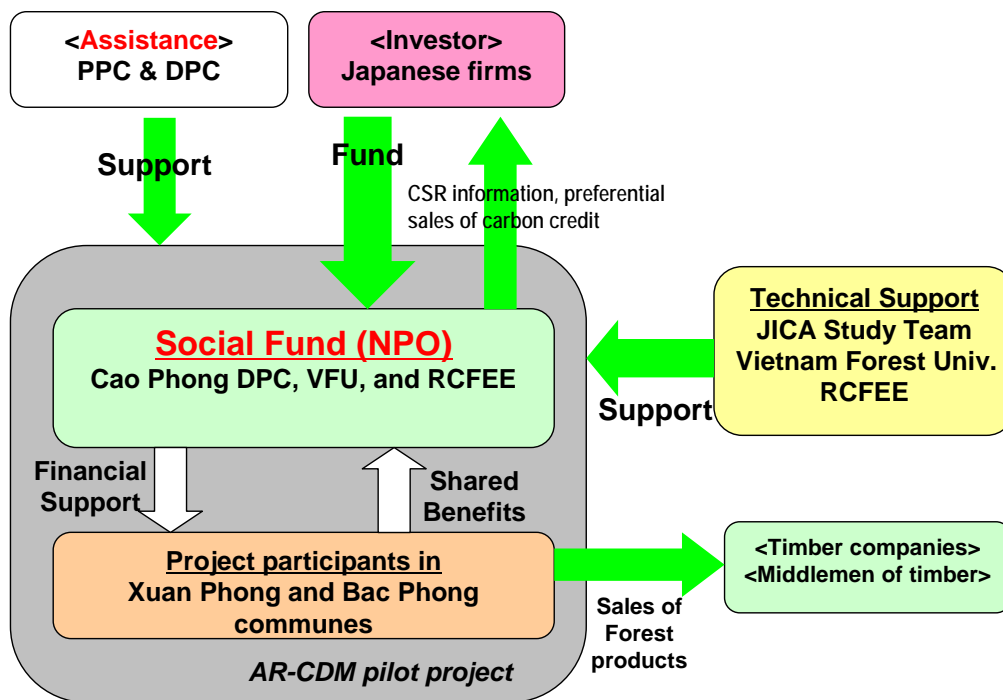 <Assistance>
PPC & DPC
<Investor>
Japanese firms
Support
Fund
CSR information, preferential
sales of carbon credit
Social Fund (NPO)
Cao Phong DPC, VFU, and RCFEE
Technical Support
JICA Study Team
Vietnam Forest Univ.
RCFEE
Support
Financial
Support
Shared
Benefits
Project participants in
Xuan Phong and Bac Phong
communes
<Timber companies>
<Middlemen of timber>
Sales of
Forest
products
AR-CDM pilot project